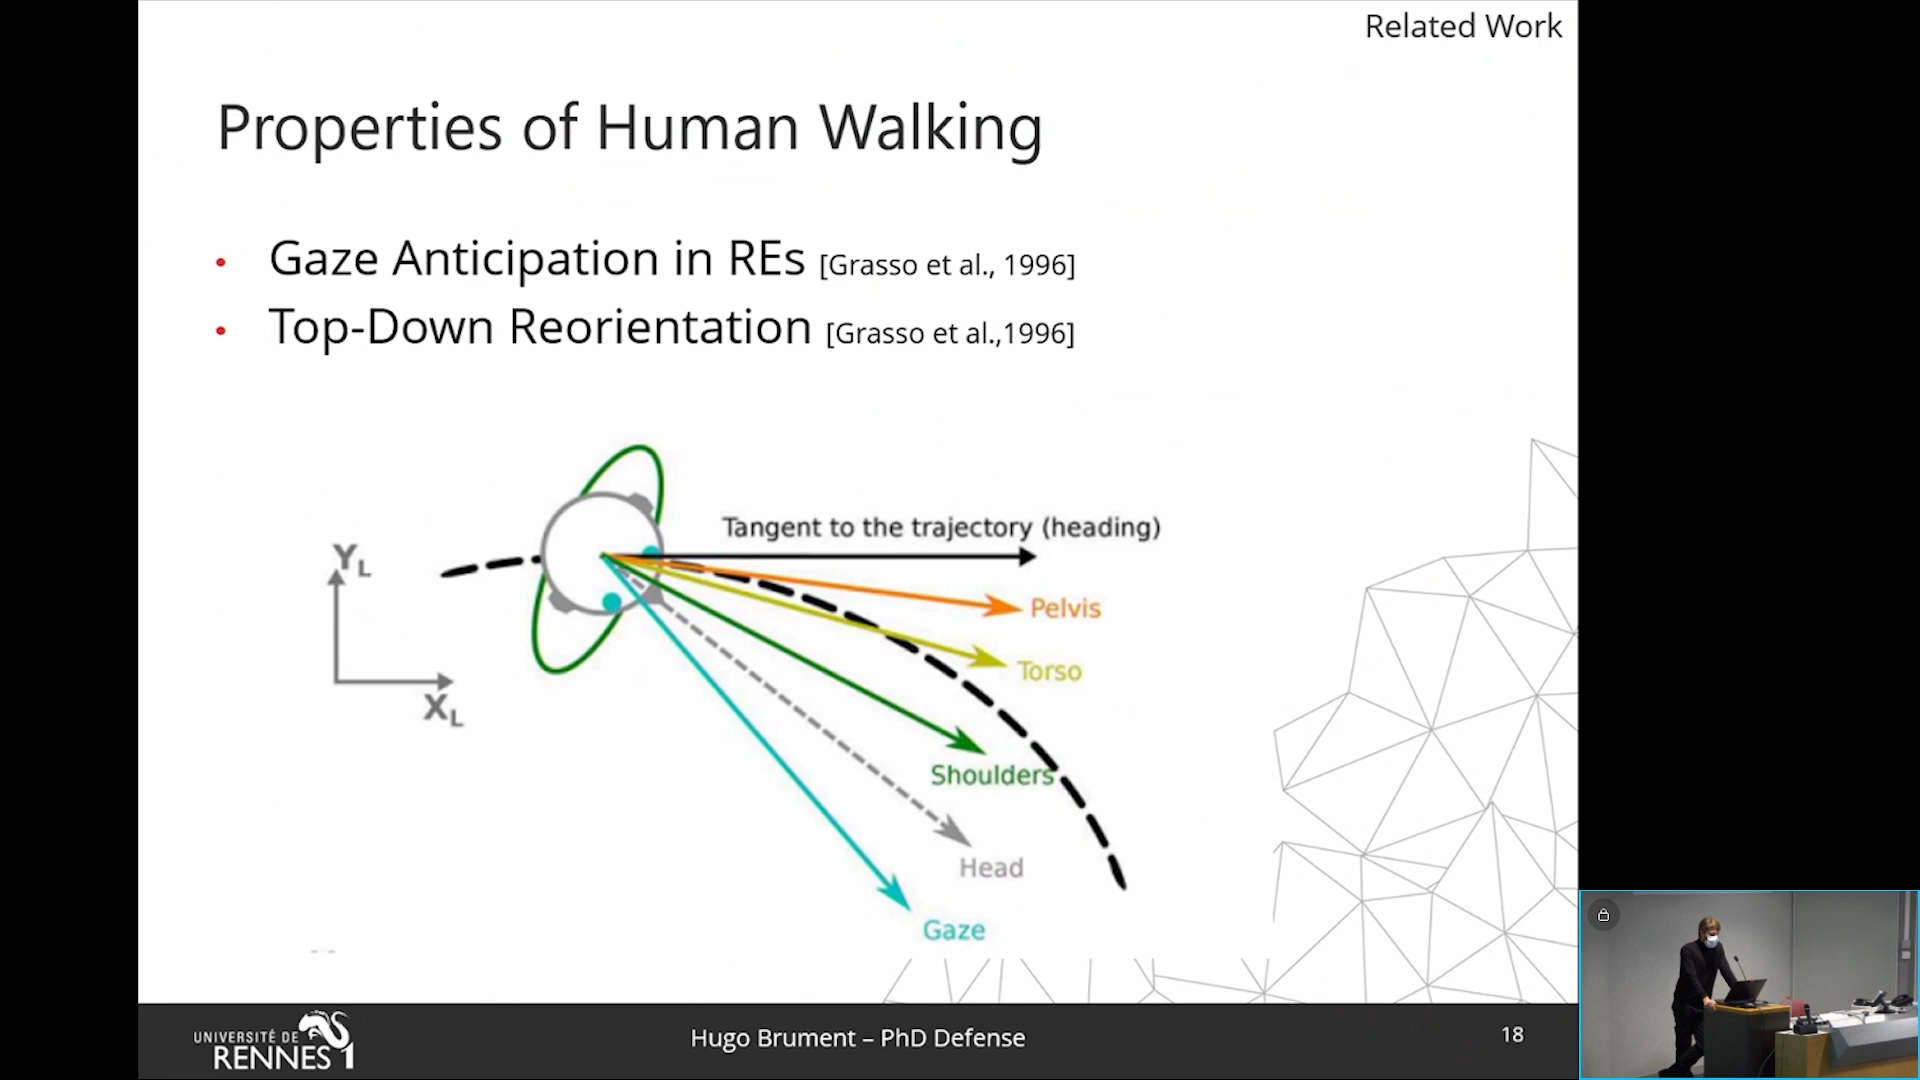 Related Work
Properties of Human Walking
• Gaze Anticipation in REs [Grasso et al., 1996]
• Top-Down Reorientation [Grasso et al.,1996]
Tangent to the trajectory (heading)
YL
Pelvis
Torso
XL
Shoulders
Head
Gaze
UNIVERSITÉ DE
RENNES 1
Hugo Brument – PhD Defense
18